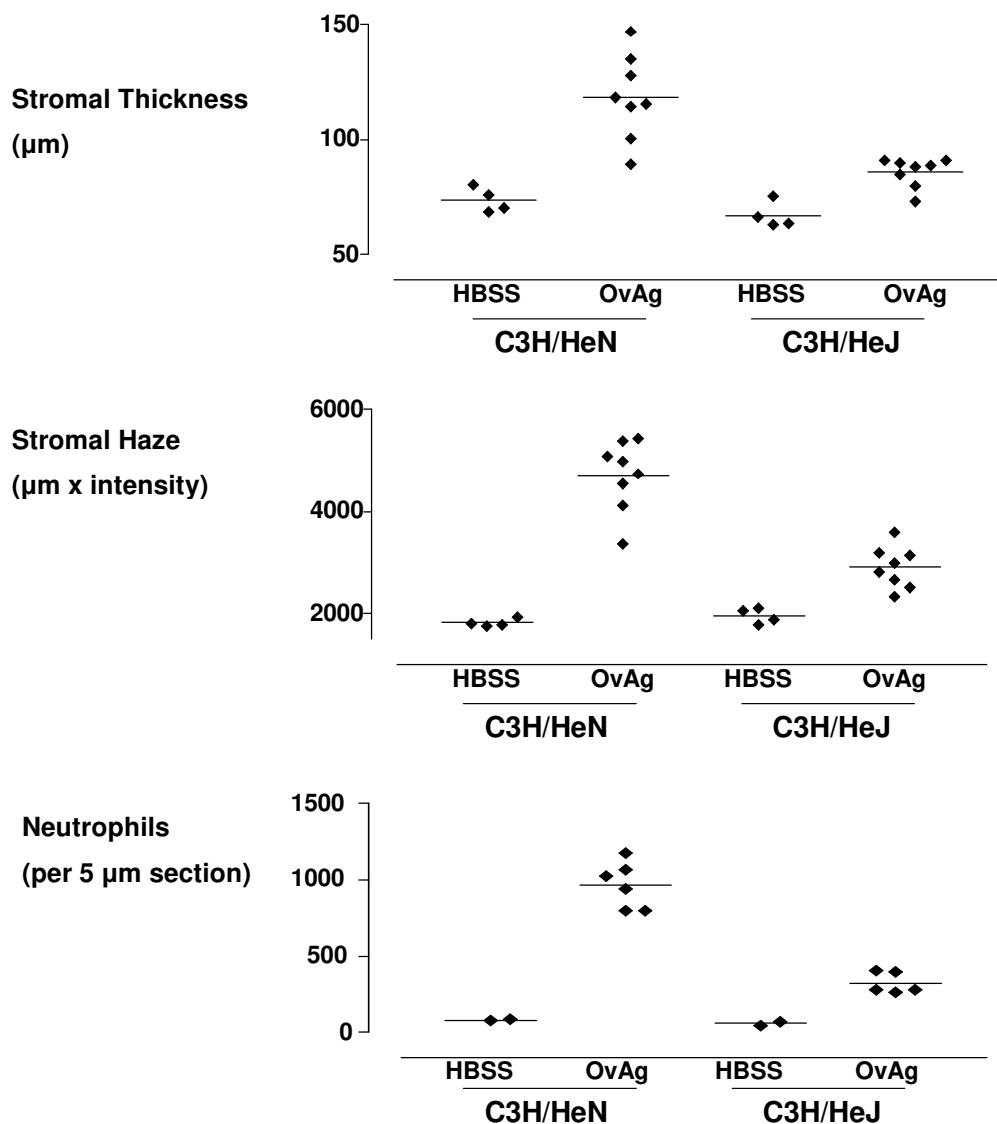 150
Stromal Thickness
(µm)
100
50
HBSS OvAg HBSS OvAg
C3H/HeN C3H/HeJ
6000
Stromal Haze
(µm x intensity)
4000
2000
HBSS OvAg HBSS OvAg
C3H/HeN C3H/HeJ
1500
Neutrophils
(per 5 µm section)
1000
500
0
HBSS OvAg HBSS OvAg
C3H/HeN C3H/HeJ